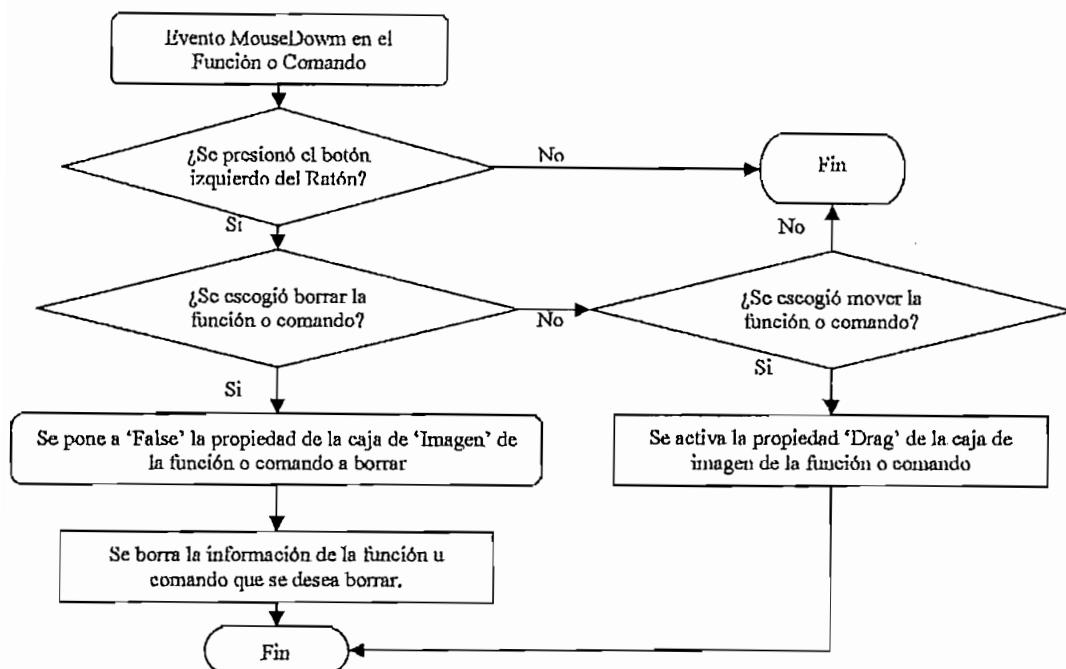 Evento MouseDowm en el
Función o Comando
¿Se presionó el botón
izquierdo del Ratón?
No
Fin
Si
No
¿Se escogió borrar la
función o comando?
No
¿Se escogió mover la
función o comando?
Si
Si
Se pone a ‘False’ la propiedad de la caja de ‘Imagen’ de
la función o comando a borrar
Se activa la propiedad ‘Drag’ de la caja de
imagen de la función o comando
Se borra la información de la función u
comando que se desea borrar.
Fin